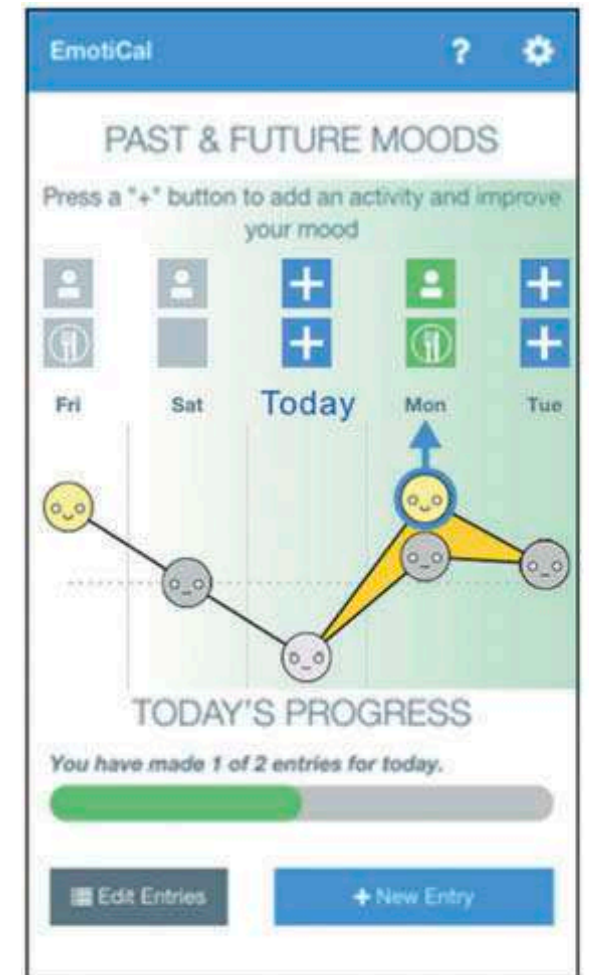 EmotiCal ?
PAST & FUTURE MOODS
Press a "+" button to add an activity and improve
your mood
Fri Sat Today Mon Tue
TODAY'S PROGRESS
You have made 1 of 2 entries for today.
Edit Entries + New Entry